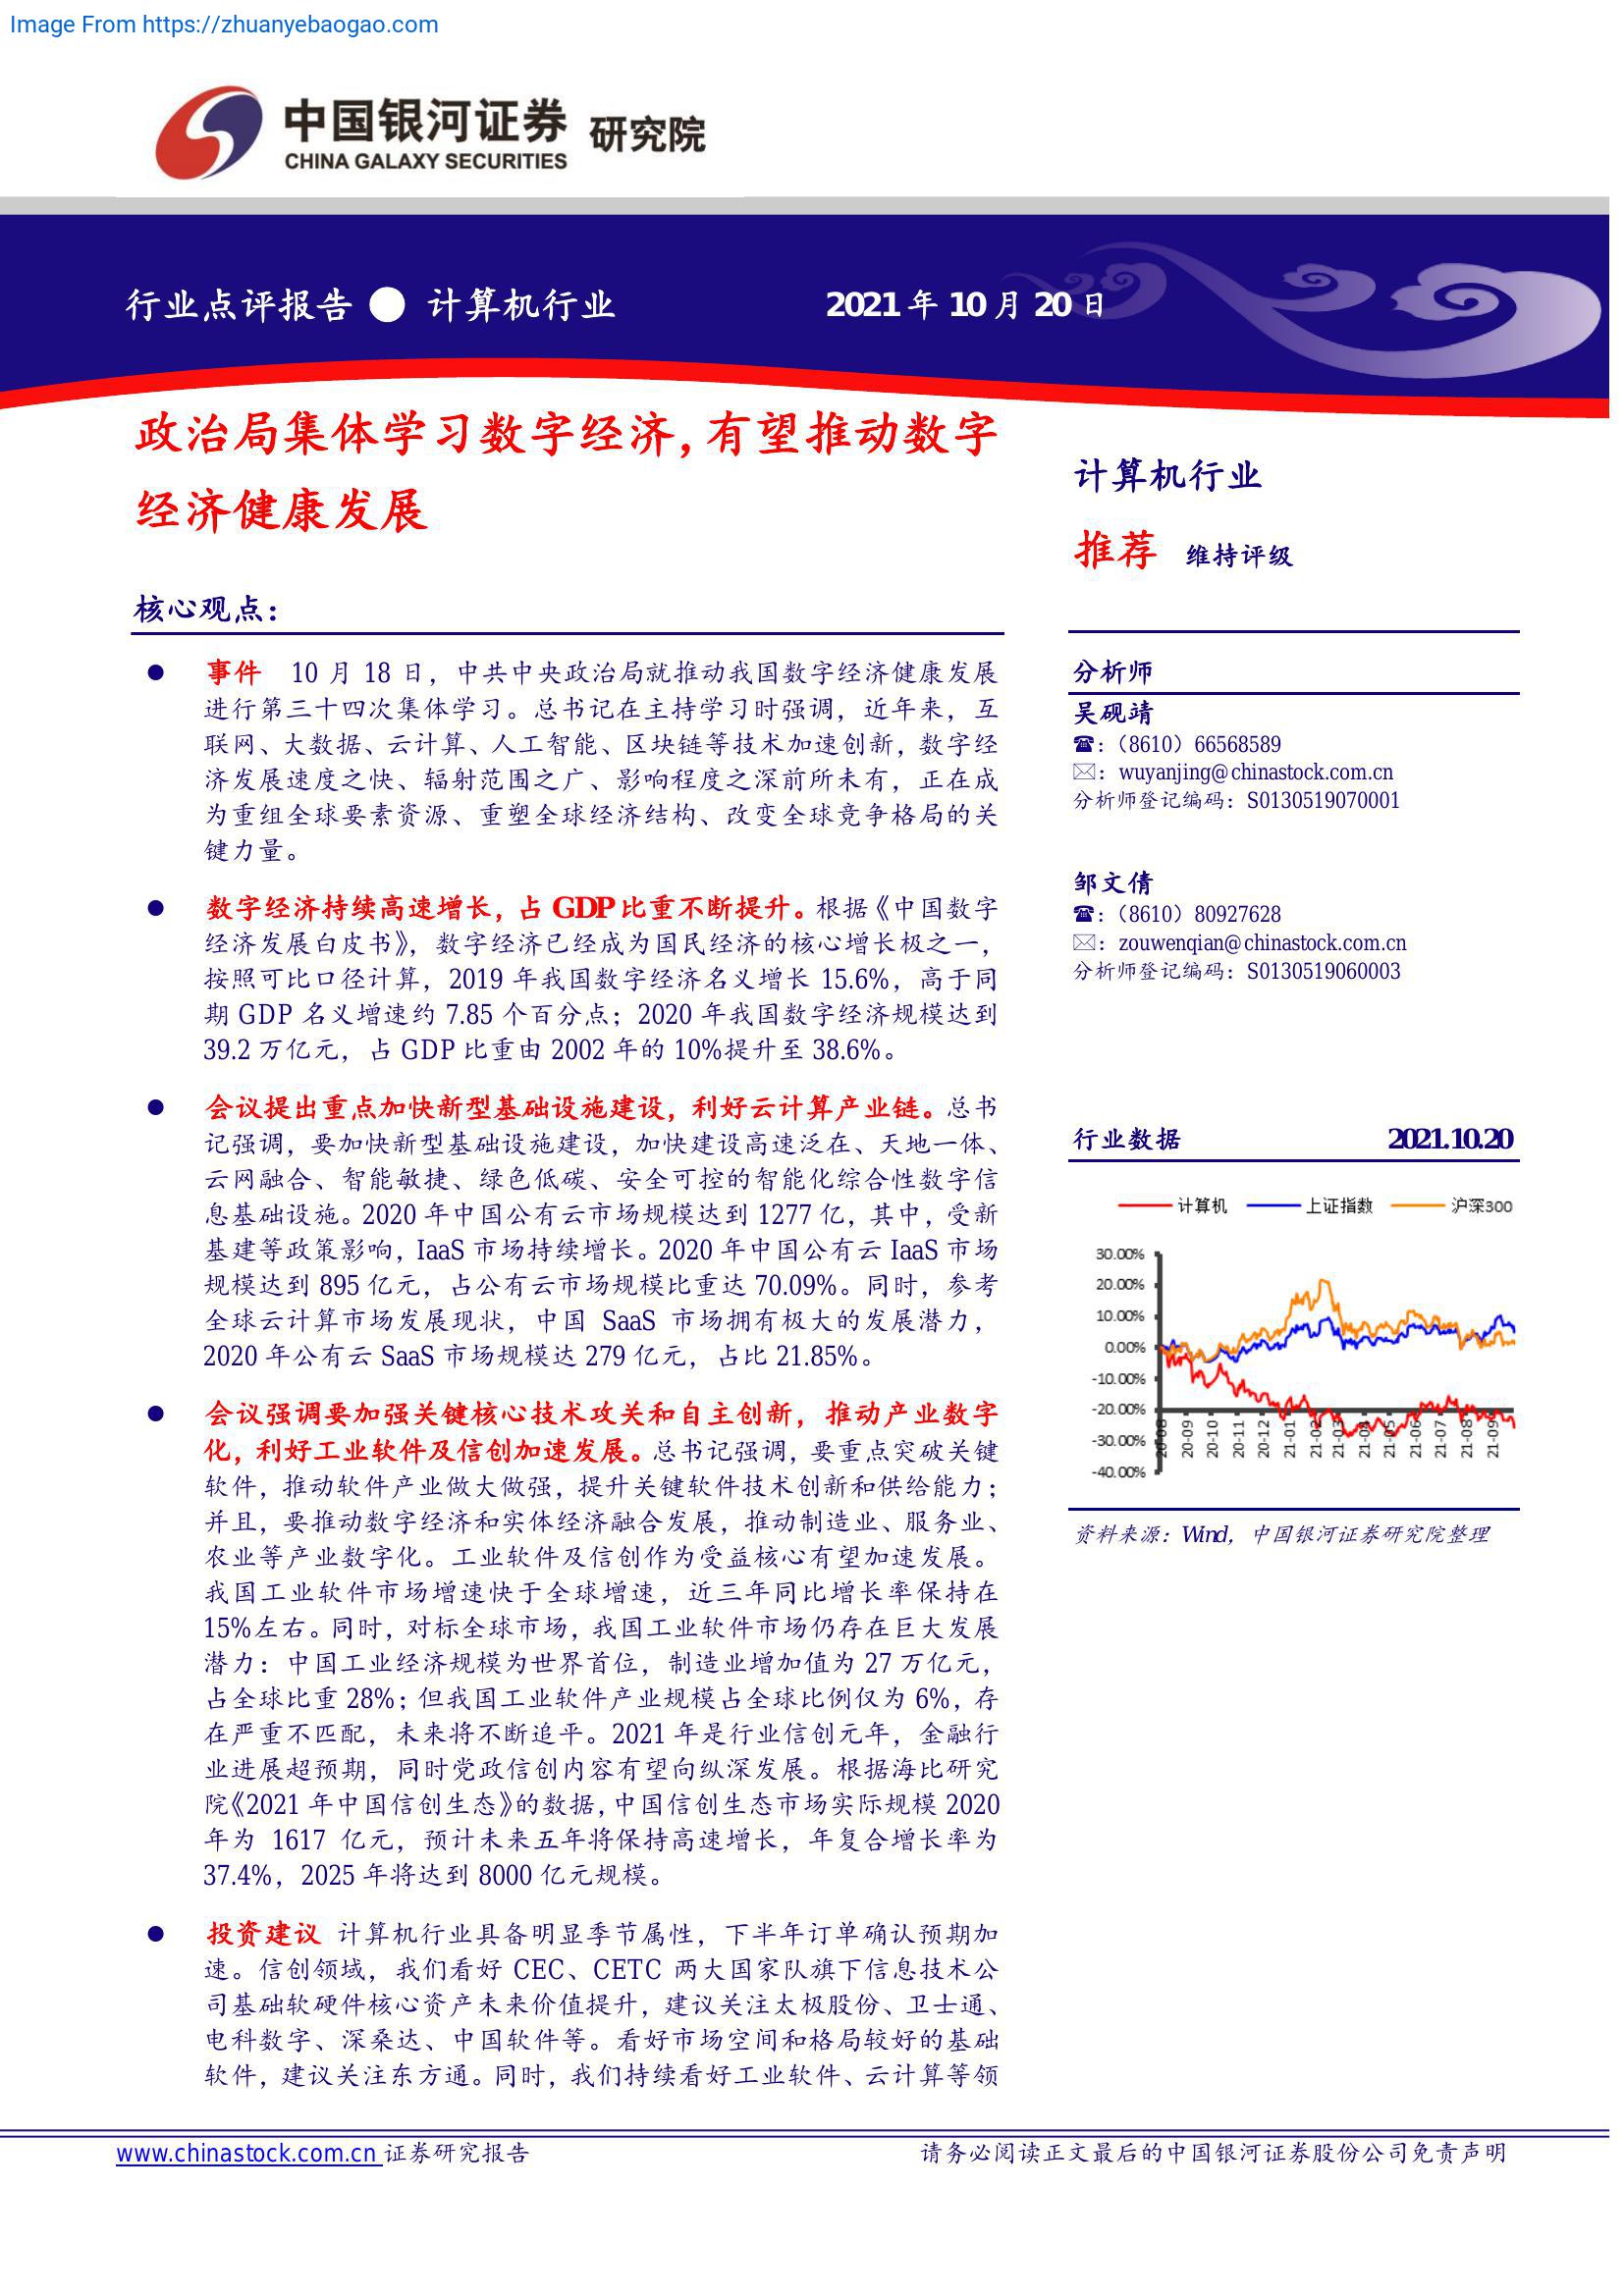 Image From https://zhuanyebaogao.com
中国银河证券 研究院
CHINA GALAXY SECURITIES
行业点评报告 ● 计算机行业
2021 年 10 月 20 日
政治局集体学习数字经济,有望推动数字
经济健康发展
核心观点：
● 事件 10 月 18 日，中共中央政治局就推动我国数字经济健康发展
进行第三十四次集体学习。总书记在主持学习时强调，近年来，互
联网、大数据、云计算、人工智能、区块链等技术加速创新，数字经
济发展速度之快、辐射范围之广、影响程度之深前所未有，正在成
为重组全球要素资源、重塑全球经济结构、改变全球竞争格局的关
键力量。
● 数字经济持续高速增长，占 GDP 比重不断提升。根据《中国数字
经济发展白皮书》，数字经济已经成为国民经济的核心增长极之一，
按照可比口径计算，2019 年我国数字经济名义增长 15.6%，高于同
期 GDP 名义增速约 7.85 个百分点；2020 年我国数字经济规模达到
39.2 万亿元，占 GDP 比重由 2002 年的 10%提升至 38.6%。
● 会议提出重点加快新型基础设施建设，利好云计算产业链。总书
记强调，要加快新型基础设施建设，加快建设高速泛在、天地一体、
云网融合、智能敏捷、绿色低碳、安全可控的智能化综合性数字信
息基础设施。2020 年中国公有云市场规模达到 1277 亿，其中，受新
基建等政策影响，IaaS 市场持续增长。2020 年中国公有云 IaaS 市场
规模达到 895 亿元，占公有云市场规模比重达 70.09%。同时，参考
全球云计算市场发展现状，中国 SaaS 市场拥有极大的发展潜力，
2020 年公有云 SaaS 市场规模达 279 亿元，占比 21.85%。
● 会议强调要加强关键核心技术攻关和自主创新，推动产业数字
化，利好工业软件及信创加速发展。总书记强调，要重点突破关键
软件，推动软件产业做大做强，提升关键软件技术创新和供给能力；
并且，要推动数字经济和实体经济融合发展，推动制造业、服务业、
农业等产业数字化。工业软件及信创作为受益核心有望加速发展。
我国工业软件市场增速快于全球增速，近三年同比增长率保持在
15%左右。同时，对标全球市场，我国工业软件市场仍存在巨大发展
潜力：中国工业经济规模为世界首位，制造业增加值为 27 万亿元，
占全球比重 28%；但我国工业软件产业规模占全球比例仅为 6%，存
在严重不匹配，未来将不断追平。2021 年是行业信创元年，金融行
业进展超预期，同时党政信创内容有望向纵深发展。根据海比研究
院《2021 年中国信创生态》的数据，中国信创生态市场实际规模 2020
年为 1617 亿元，预计未来五年将保持高速增长，年复合增长率为
37.4%，2025 年将达到 8000 亿元规模。
● 投资建议 计算机行业具备明显季节属性，下半年订单确认预期加
速。信创领域，我们看好 CEC、CETC 两大国家队旗下信息技术公
司基础软硬件核心资产未来价值提升，建议关注太极股份、卫士通、
电科数字、深桑达、中国软件等。看好市场空间和格局较好的基础
软件，建议关注东方通。同时，我们持续看好工业软件、云计算等领
计算机行业
推荐 维持评级
分析师
吴砚靖
☎：（8610）66568589
✉：wuyanjing@chinastock.com.cn
分析师登记编码：S0130519070001
邹文倩
☎：（8610）80927628
✉：zouwenqian@chinastock.com.cn
分析师登记编码：S0130519060003
行业数据 2021.10.20
计算机 上证指数 沪深300
30.00%
20.00%
10.00%
0.00%
-10.00%
-20.00%
-30.00%
-40.00%
20-08 20-09 20-10 20-11 20-12 21-01 21-02 21-03 21-04 21-05 21-06 21-07 21-08 21-09
资料来源：Wind，中国银河证券研究院整理
www.chinastock.com.cn 证券研究报告
请务必阅读正文最后的中国银河证券股份公司免责声明